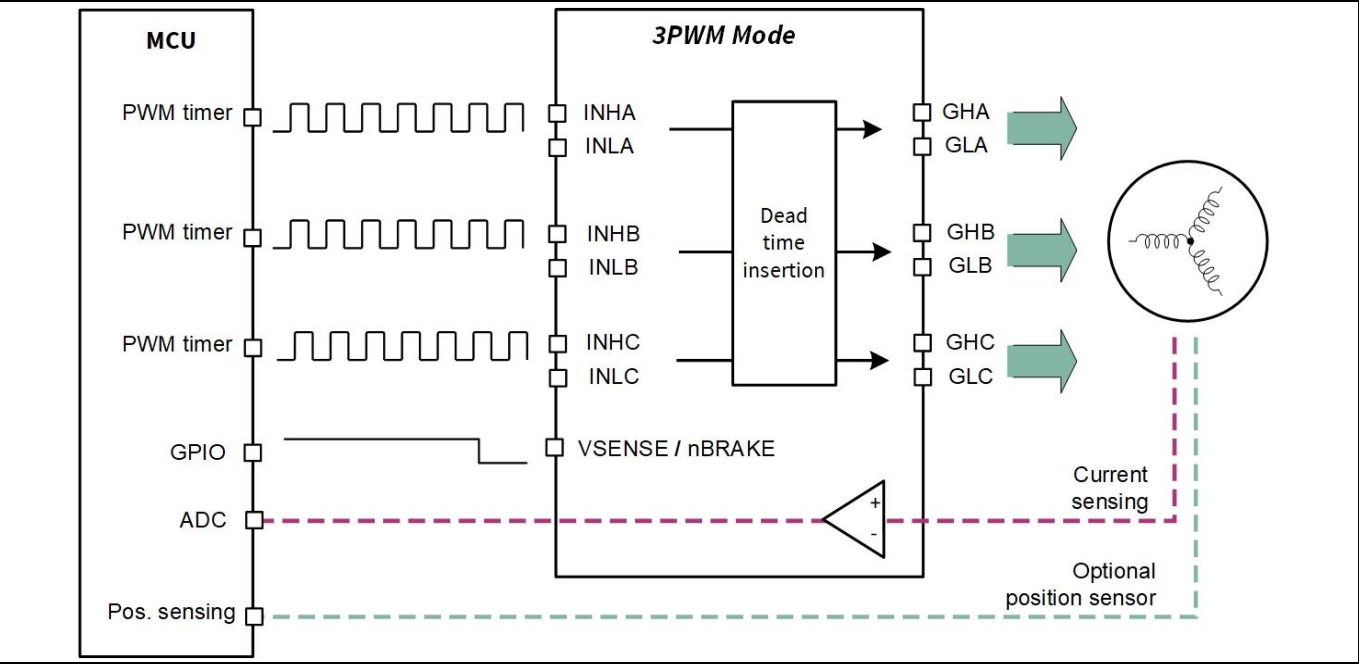 MCU
3PWM Mode
PWM timer
INHA
INLA
GHA
GLA
PWM timer
INHB
INLB
Dead
time
insertion
GHB
GLB
PWM timer
INHC
INLC
GHC
GLC
GPIO
VSENSE / nBRAKE
ADC
+
-
Current
sensing
Pos. sensing
Optional
position sensor